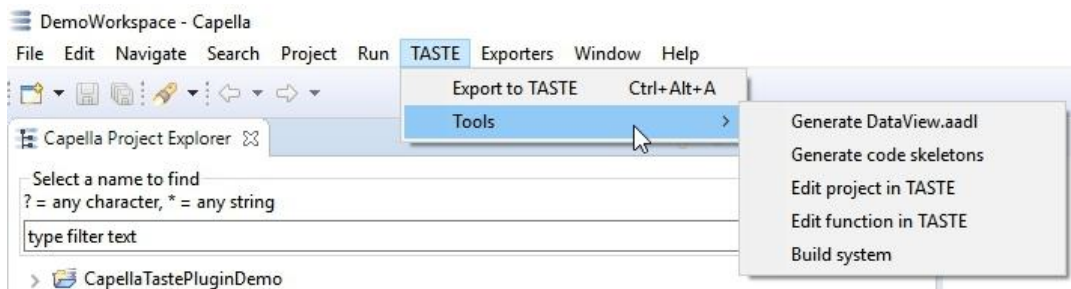 DemoWorkspace - Capella
File Edit Navigate Search Project Run TASTE Exporters Window Help
Export to TASTE Ctrl+Alt+A
Tools
Generate DataView.aadl
Generate code skeletons
Edit project in TASTE
Edit function in TASTE
Build system
Capella Project Explorer
Select a name to find
? = any character, * = any string
type filter text
CapellaTastePluginDemo